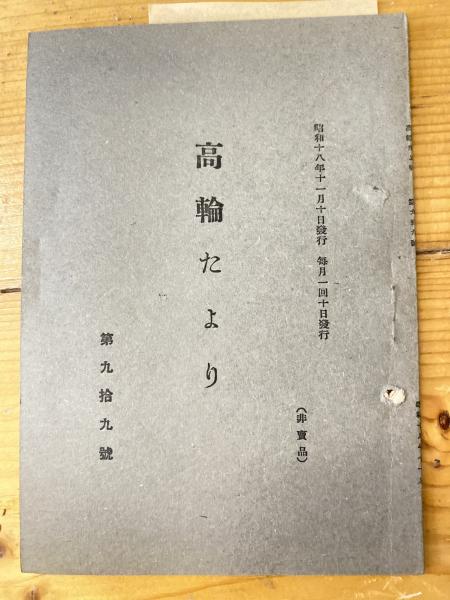 昭和十八年十一月十日發行　每月一回十日發行
（非賣品）
高輪たより
第九拾九號